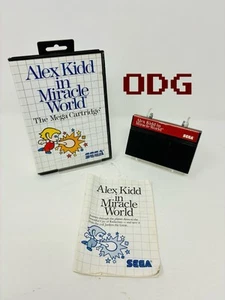 Alex Kidd
in
Miracle
World
The Mega Cartridge
SEGA
ODG
Alex Kidd in
Miracle World
SEGA
Alex Kidd
in
Miracle
World
SEGA